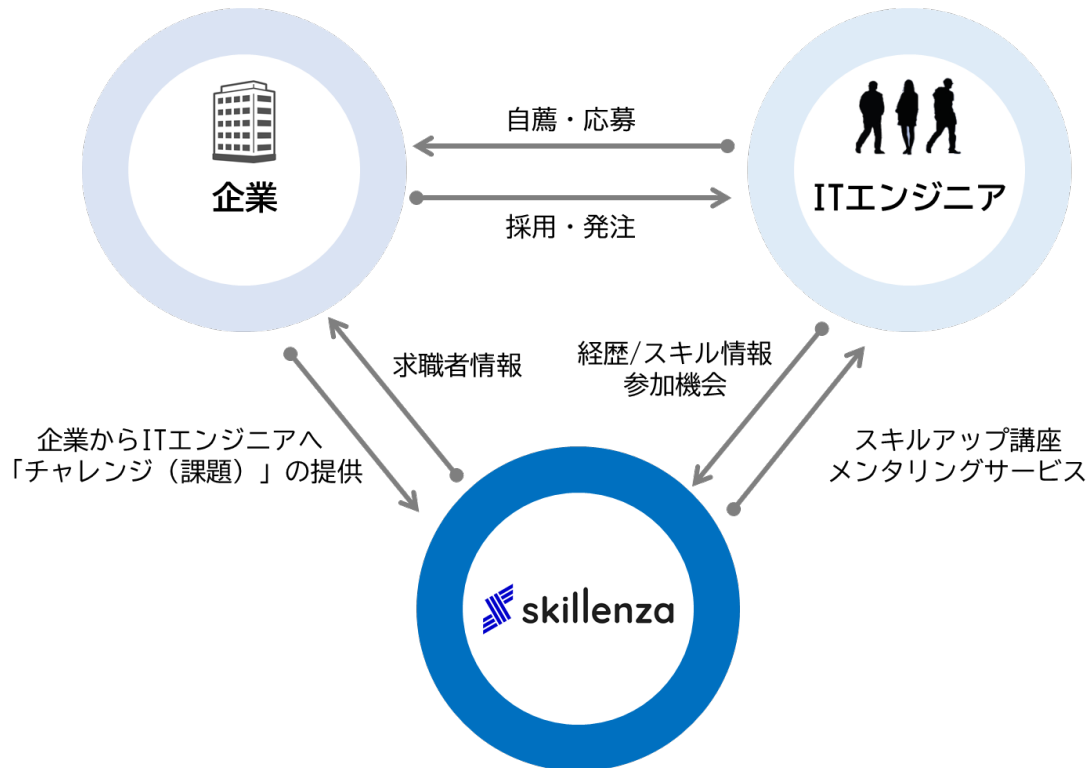 自薦・応募
企業
ITエンジニア
採用・発注
求職者情報
経歴/スキル情報
参加機会
企業からITエンジニアへ
「チャレンジ（課題）」の提供
スキルアップ講座
メンタリングサービス
skillenza